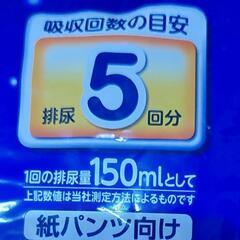 吸収回数の目安
排尿 5 回分
1回の排尿量150mlとして
上記数値は当社測定方法によるものです
紙パンツ向け